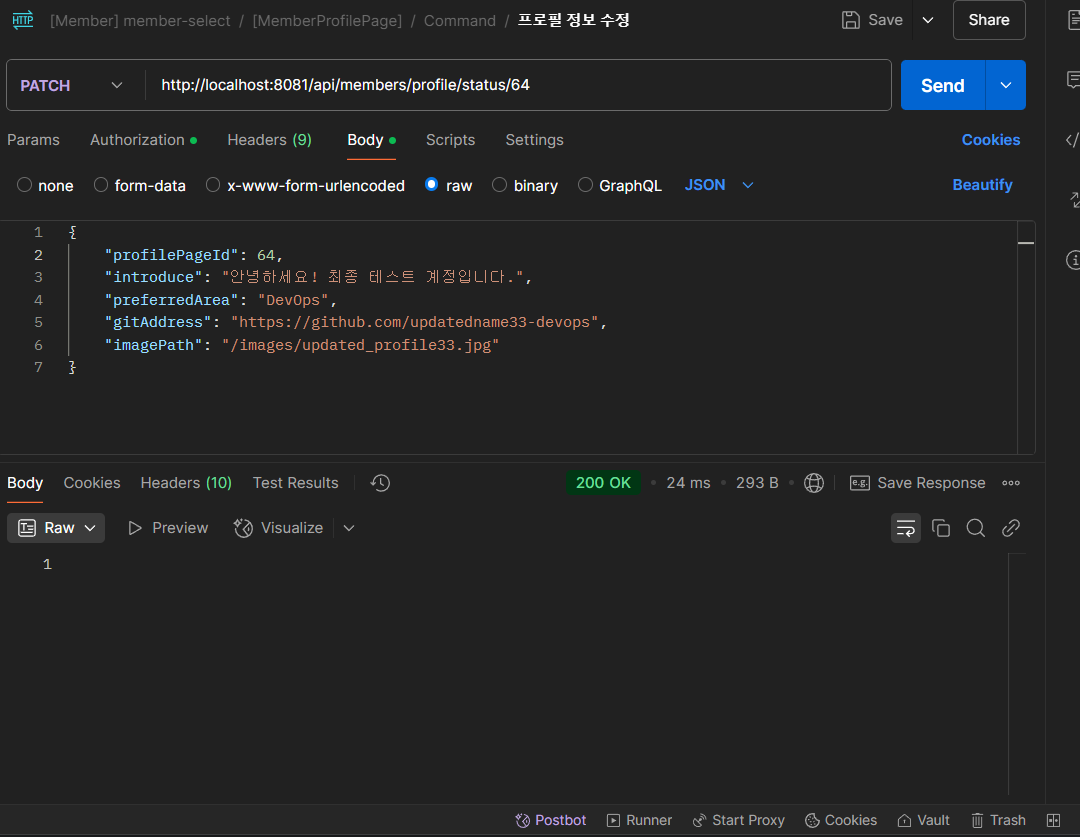 HTTP [Member] member-select / [MemberProfilePage] / Command / 프로필 정보 수정 Save Share
PATCH http://localhost:8081/api/members/profile/status/64 Send
Params Authorization Headers (9) Body Scripts Settings Cookies
none form-data x-www-form-urlencoded raw binary GraphQL JSON Beautify
1 {
2 "profilePageId": 64,
3 "introduce": "안녕하세요! 최종 테스트 계정입니다.",
4 "preferredArea": "DevOps",
5 "gitAddress": "https://github.com/updatedname33-devops",
6 "imagePath": "/images/updated_profile33.jpg"
7 }
Body Cookies Headers (10) Test Results 200 OK • 24 ms • 293 B • e.g. Save Response
Raw Preview Visualize
1
Postbot Runner Start Proxy Cookies Vault Trash